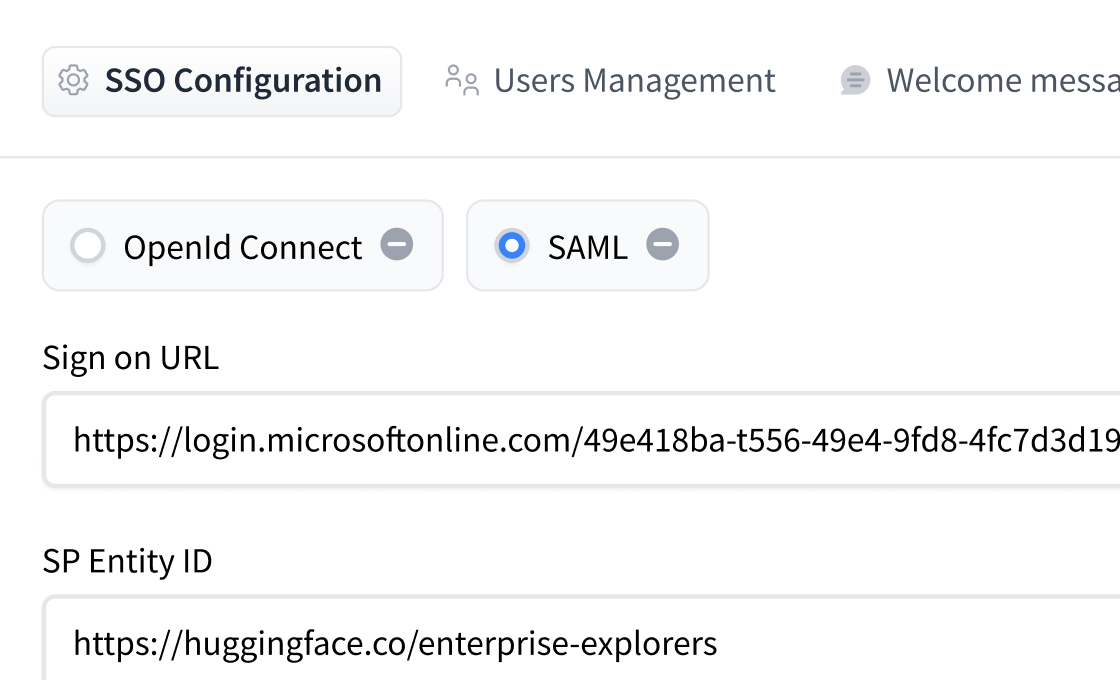 SSO Configuration Users Management Welcome messa
OpenId Connect SAML
Sign on URL
https://login.microsoftonline.com/49e418ba-t556-49e4-9fd8-4fc7d3d19
SP Entity ID
https://huggingface.co/enterprise-explorers